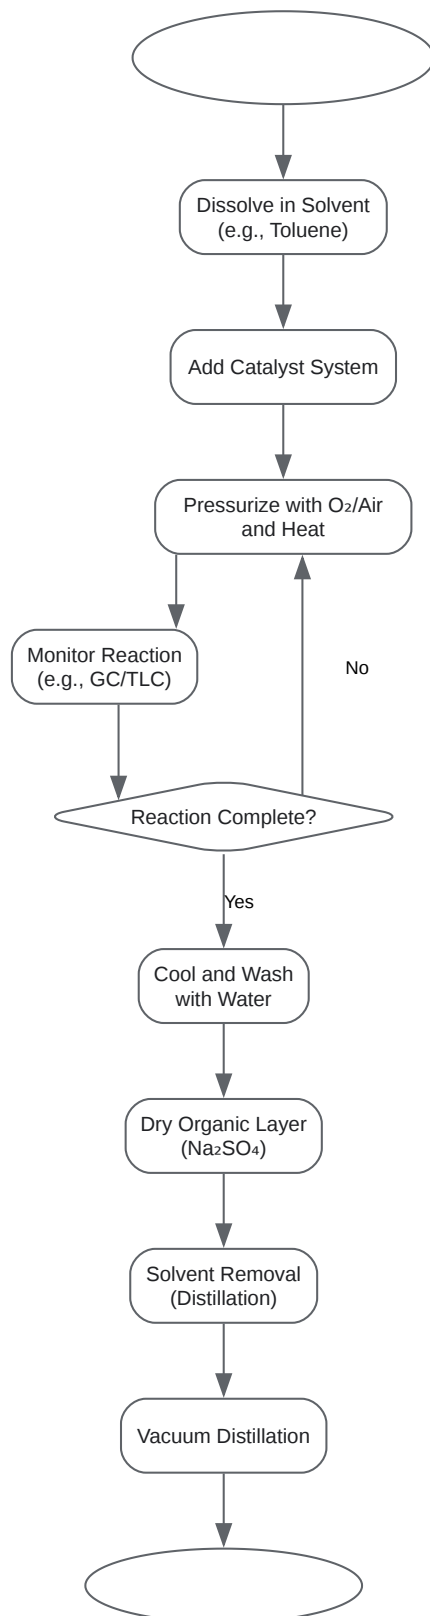 Dissolve in Solvent
(e.g., Toluene)
Add Catalyst System
Pressurize with O₂/Air
and Heat
Monitor Reaction
(e.g., GC/TLC)
No
Reaction Complete?
Yes
Cool and Wash
with Water
Dry Organic Layer
(Na₂SO₄)
Solvent Removal
(Distillation)
Vacuum Distillation